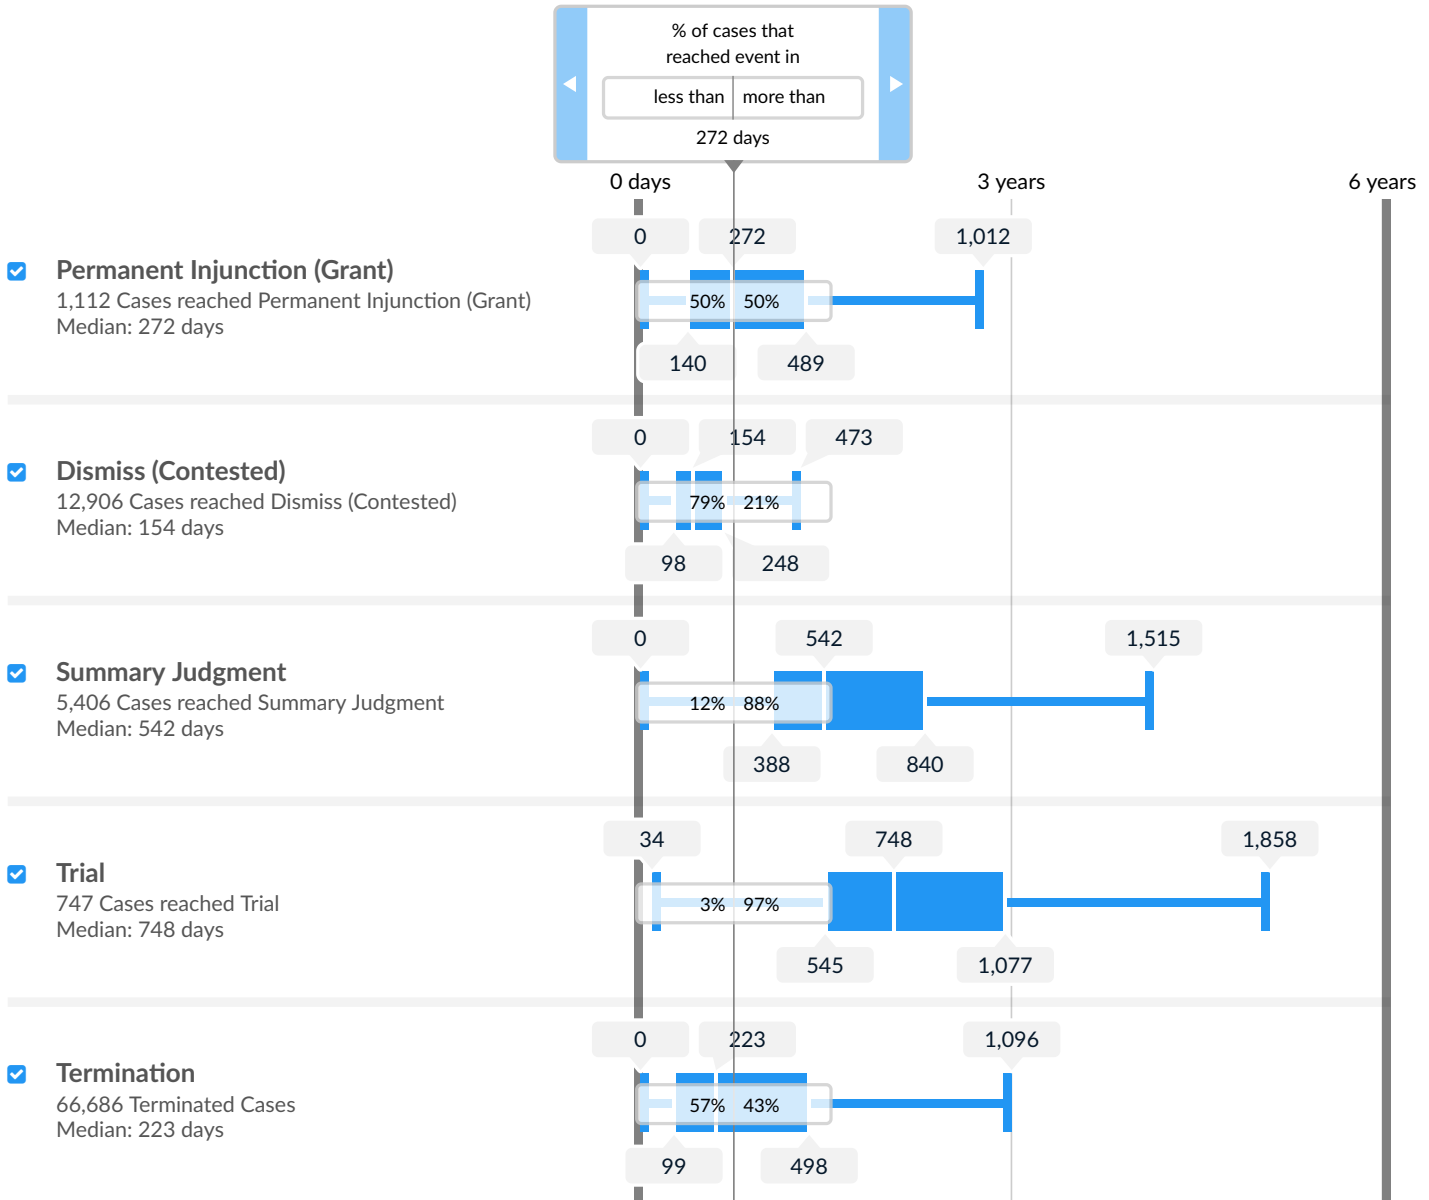 % of cases that
reached event in
less than more than
272 days
0 days 3 years 6 years
0 272 1,012
Permanent Injunction (Grant)
1,112 Cases reached Permanent Injunction (Grant)
50% 50%
Median: 272 days
140 489
0 154 473
Dismiss (Contested)
12,906 Cases reached Dismiss (Contested)
79% 21%
Median: 154 days
98 248
0 542 1,515
Summary Judgment
5,406 Cases reached Summary Judgment
12% 88%
Median: 542 days
388 840
34 748 1,858
Trial
747 Cases reached Trial
3% 97%
Median: 748 days
545 1,077
0 223 1,096
Termination
66,686 Terminated Cases
57% 43%
Median: 223 days
99 498